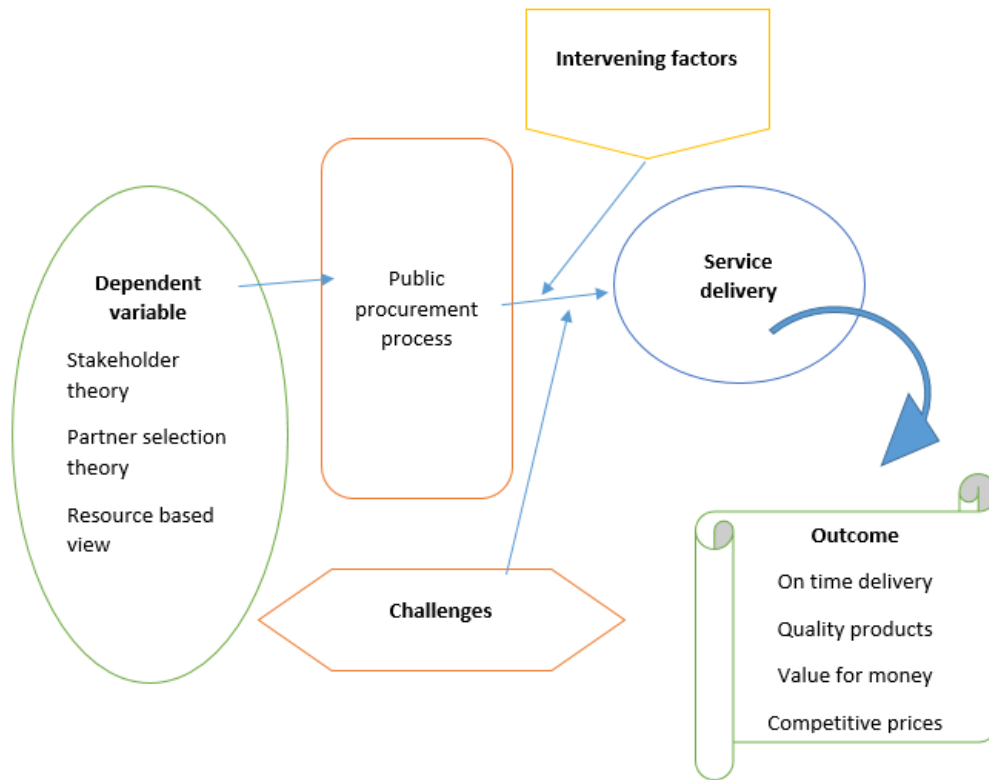 Intervening factors
Dependent
variable
Stakeholder
theory
Partner selection
theory
Resource based
view
Public
procurement
process
Service
delivery
Challenges
Outcome
On time delivery
Quality products
Value for money
Competitive prices